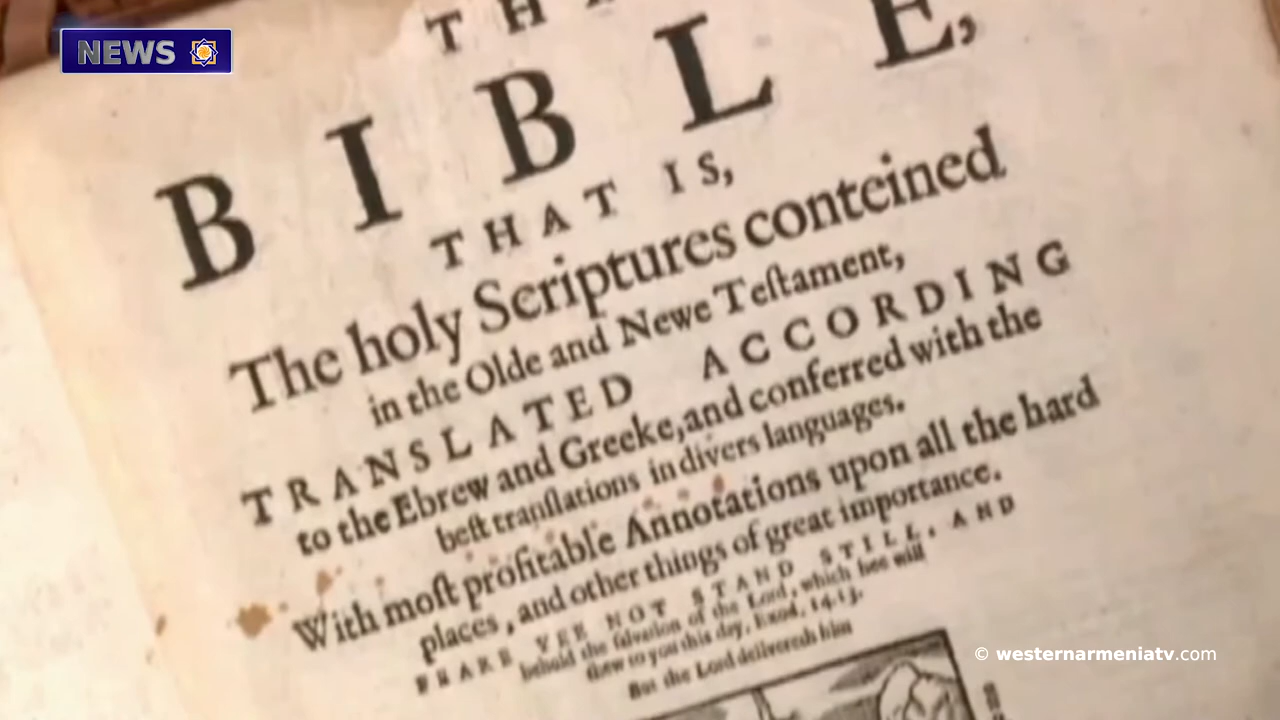 NEWS
TH
BIBLE,
THAT IS,
The holy Scriptures conteined
in the Olde and Newe Teſtament,
TRANSLATED ACCORDING
to the Ebrew and Greeke, and conferred with the
beſt tranſlations in divers languages.
With moſt profitable Annotations upon all the hard
places, and other things of great importance.
FEARE YEE NOT STAND STILL, AND
behold the ſalvation of the Lord, which hee will
ſhew to you this day, Exod, 14.13.
But the Lord delivereth him
© westernarmeniatv.com